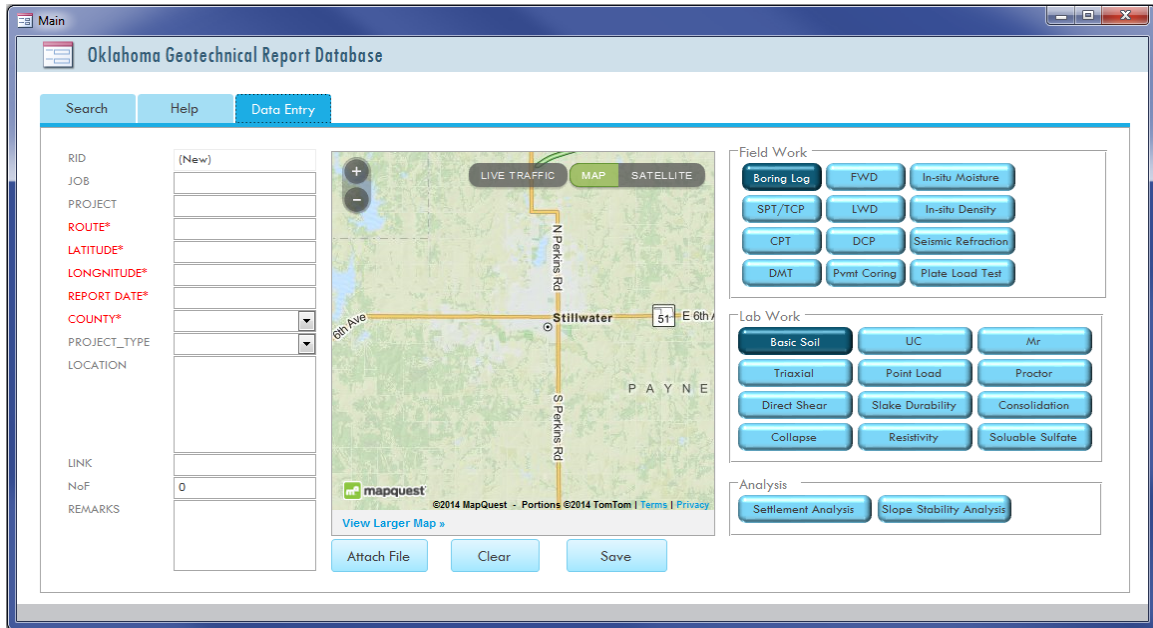 Main
Oklahoma Geotechnical Report Database
Search
Help
Data Entry
RID
(New)
JOB
PROJECT
ROUTE*
LATITUDE*
LONGNITUDE*
REPORT DATE*
COUNTY*
PROJECT_TYPE
LOCATION
LINK
NoF
0
REMARKS
+
-
LIVE TRAFFIC
MAP
SATELLITE
N Perkins Rd
6th Ave
Stillwater
51
E 6th
PAYNE
S Perkins Rd
mapquest
©2014 MapQuest - Portions ©2014 TomTom | Terms | Privacy
View Larger Map »
Attach File
Clear
Save
Field Work
Boring Log
FWD
In-situ Moisture
SPT/TCP
LWD
In-situ Density
CPT
DCP
Seismic Refraction
DMT
Pvmt Coring
Plate Load Test
Lab Work
Basic Soil
UC
Mr
Triaxial
Point Load
Proctor
Direct Shear
Slake Durability
Consolidation
Collapse
Resistivity
Soluable Sulfate
Analysis
Settlement Analysis
Slope Stability Analysis